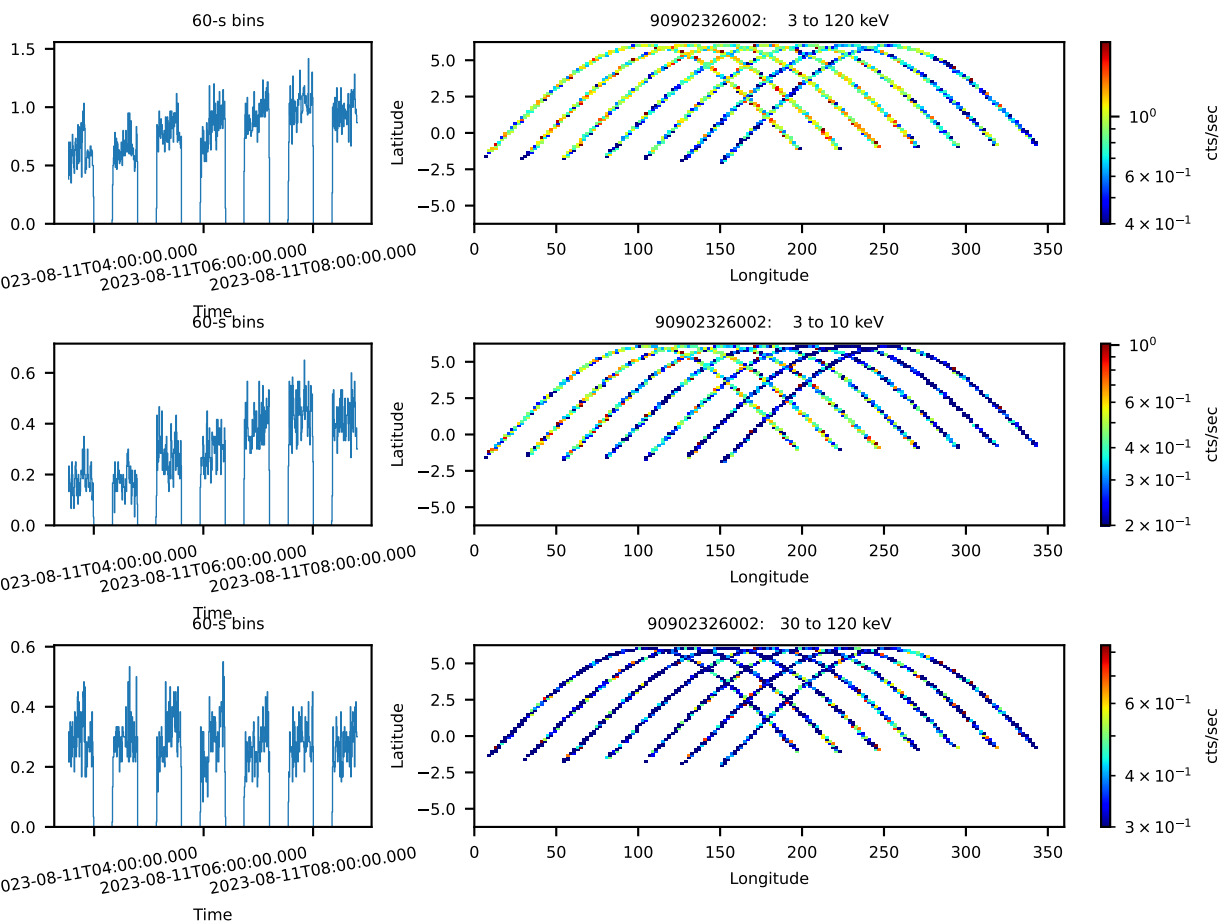 60-s bins
90902326002: 3 to 120 keV
1.5
1.0
0.5
0.0
023-08-11T04:00:00.000
2023-08-11T06:00:00.000
2023-08-11T08:00:00.000
Time
Latitude
5.0
2.5
0.0
−2.5
−5.0
0 50 100 150 200 250 300 350
Longitude
10⁰
6 × 10⁻¹
4 × 10⁻¹
cts/sec
60-s bins
90902326002: 3 to 10 keV
0.6
0.4
0.2
0.0
023-08-11T04:00:00.000
2023-08-11T06:00:00.000
2023-08-11T08:00:00.000
Time
Latitude
5.0
2.5
0.0
−2.5
−5.0
0 50 100 150 200 250 300 350
Longitude
10⁰
6 × 10⁻¹
4 × 10⁻¹
3 × 10⁻¹
2 × 10⁻¹
cts/sec
60-s bins
90902326002: 30 to 120 keV
0.6
0.4
0.2
0.0
023-08-11T04:00:00.000
2023-08-11T06:00:00.000
2023-08-11T08:00:00.000
Time
Latitude
5.0
2.5
0.0
−2.5
−5.0
0 50 100 150 200 250 300 350
Longitude
6 × 10⁻¹
4 × 10⁻¹
3 × 10⁻¹
cts/sec